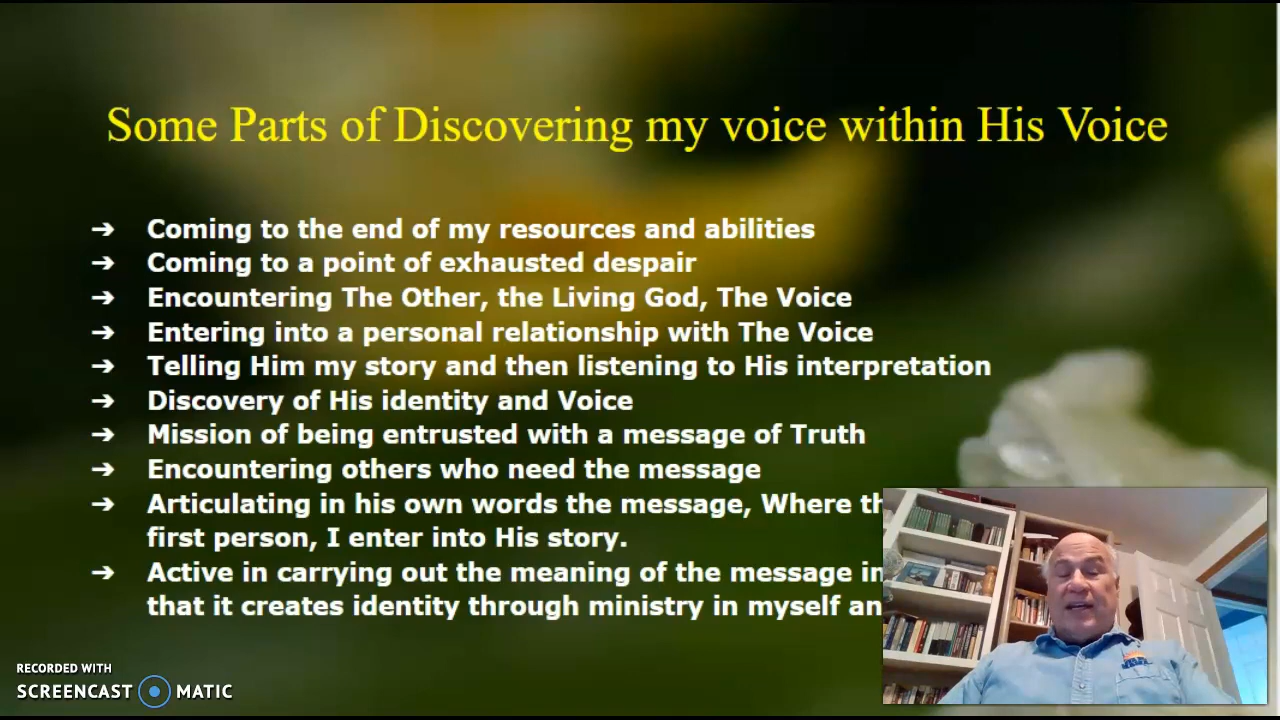 Some Parts of Discovering my voice within His Voice
➔ Coming to the end of my resources and abilities
➔ Coming to a point of exhausted despair
➔ Encountering The Other, the Living God, The Voice
➔ Entering into a personal relationship with The Voice
➔ Telling Him my story and then listening to His interpretation
➔ Discovery of His identity and Voice
➔ Mission of being entrusted with a message of Truth
➔ Encountering others who need the message
➔ Articulating in his own words the message, Where
first person, I enter into His story.
➔ Active in carrying out the meaning of the message in
that it creates identity through ministry in myself
RECORDED WITH
SCREENCAST MATIC